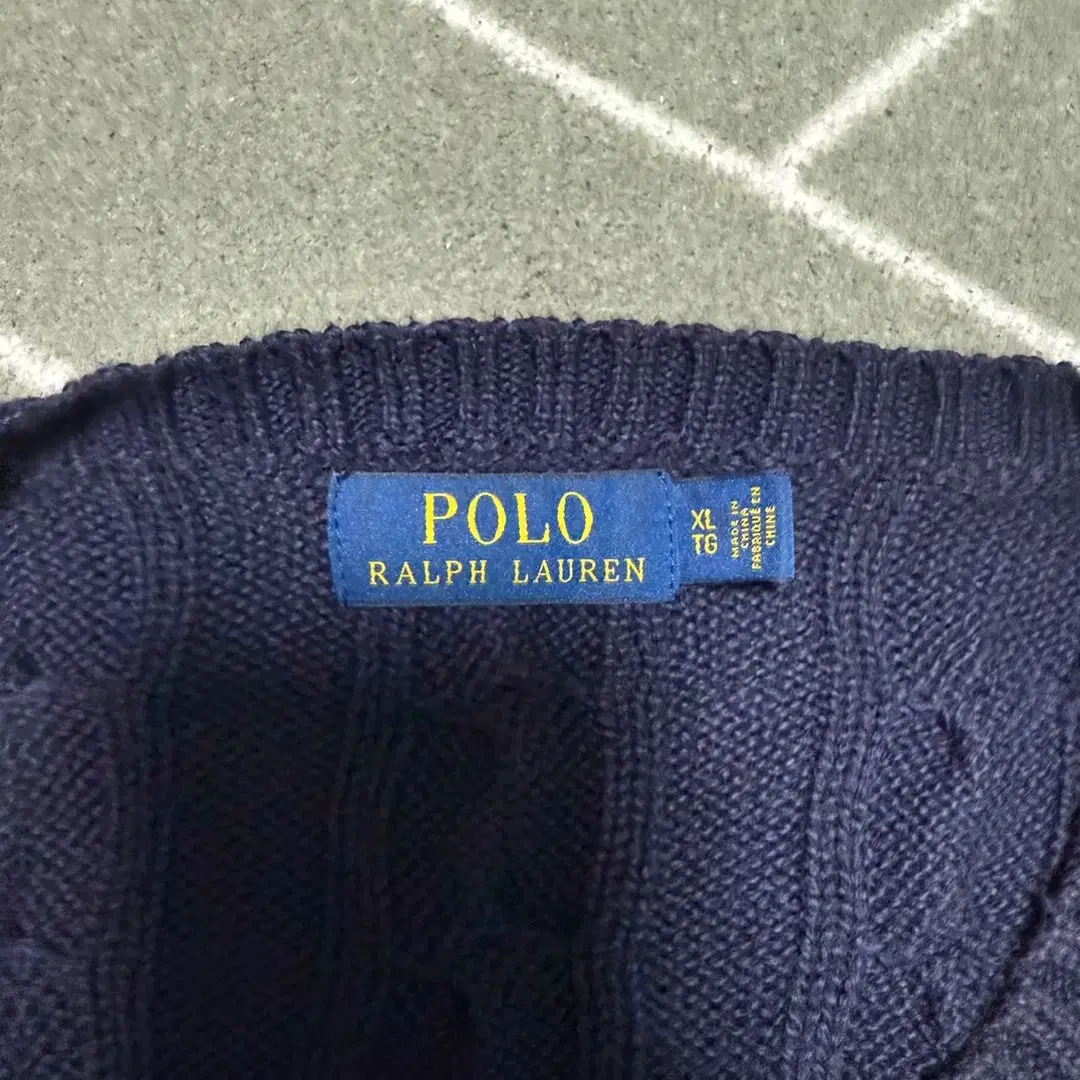 POLO
RALPH LAUREN
XL
TG
MADE IN
CHINA
FABRIQUÉ EN
CHINE